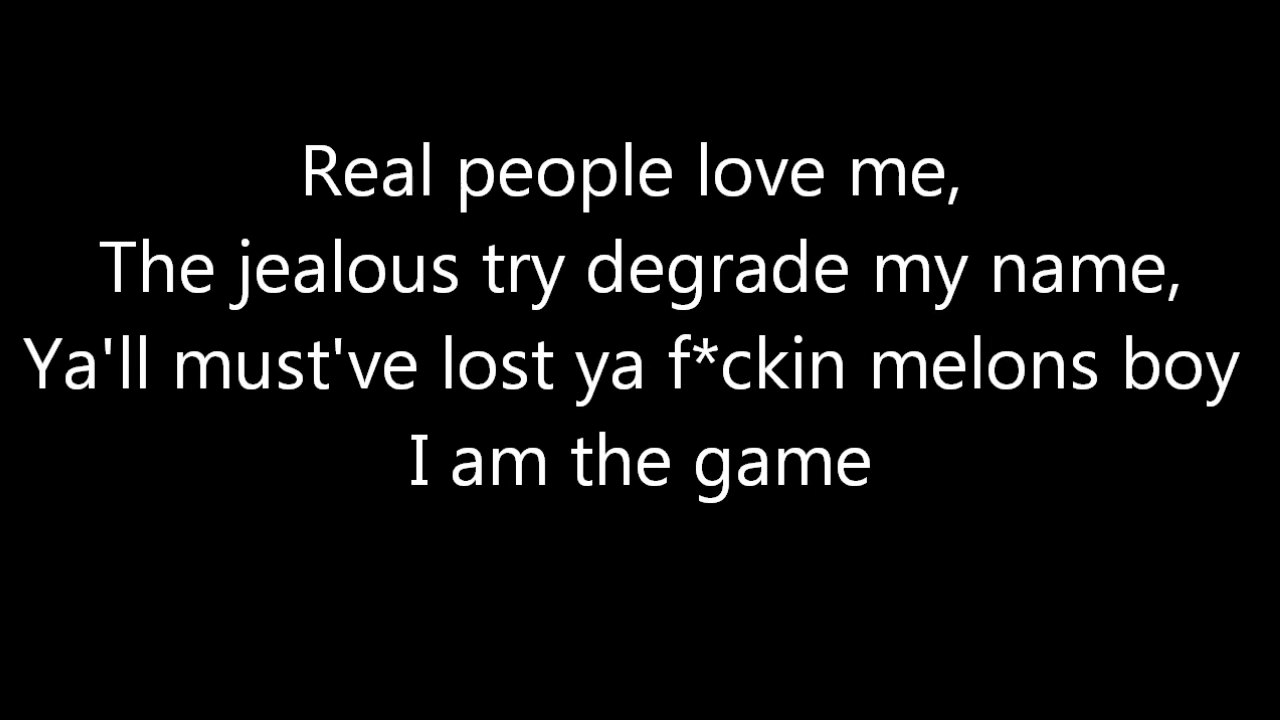 Real people love me,
The jealous try degrade my name,
Ya'll must've lost ya f*ckin melons boy
I am the game